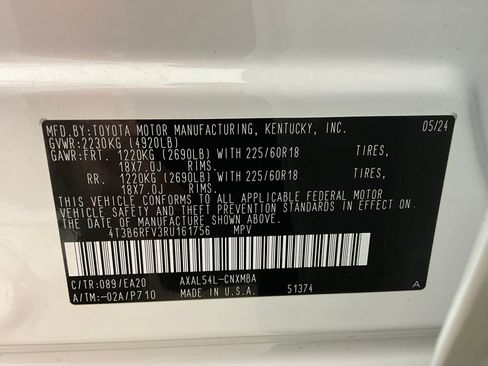 MFD.BY:TOYOTA MOTOR MANUFACTURING, KENTUCKY, INC. 05/24
GVWR:2230KG (4920LB)
GAWR:FRT. 1220KG (2690LB) WITH 225/60R18 TIRES,
18X7.0J RIMS.
RR. 1220KG (2690LB) WITH 225/60R18 TIRES,
18X7.0J RIMS.
THIS VEHICLE CONFORMS TO ALL APPLICABLE FEDERAL MOTOR
VEHICLE SAFETY AND THEFT PREVENTION STANDARDS IN EFFECT ON
THE DATE OF MANUFACTURE SHOWN ABOVE.
4T3B6RFV3RU161756 MPV
C/TR:089/EA20 AXAL54L-CNXMBA
A/TM:-02A/P710 MADE IN U.S.A. 51374 A